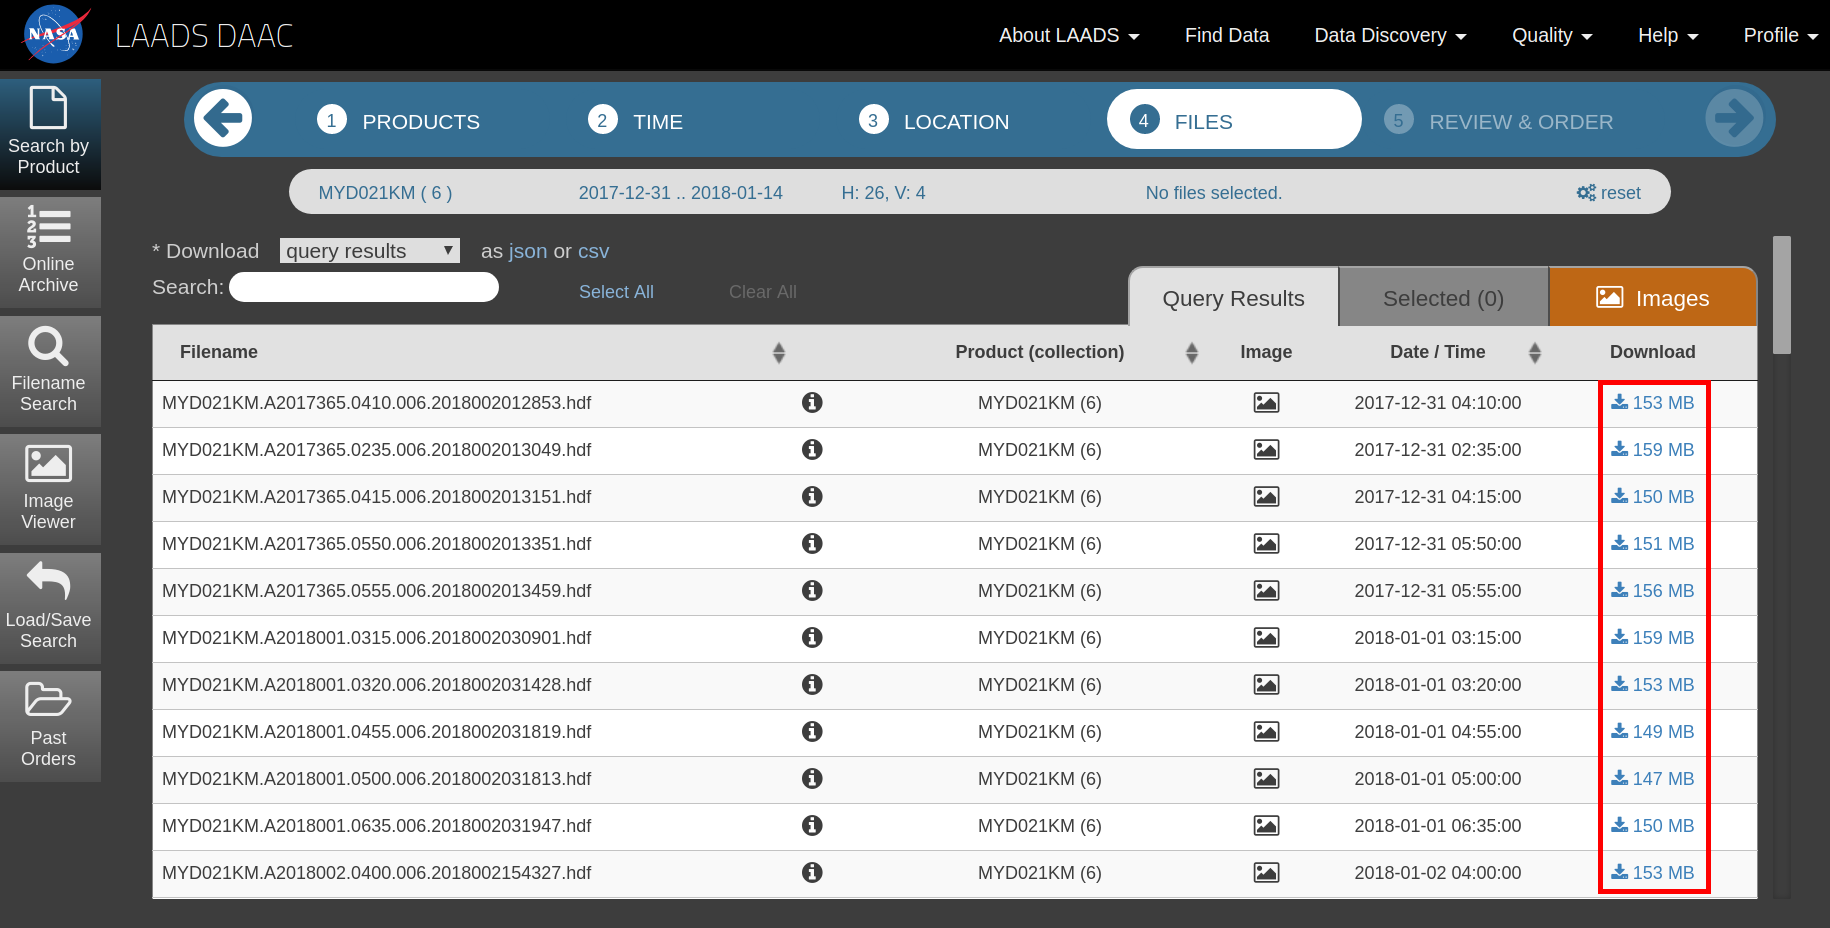 NASA LAADS DAAC About LAADS Find Data Data Discovery Quality Help Profile
Search by
Product
1 2 3
Online
Archive
Filename
Search
Image
Viewer
Load/Save
Search
Past
Orders
1 PRODUCTS 2 TIME 3 LOCATION 4 FILES 5 REVIEW & ORDER
MYD021KM ( 6 ) 2017-12-31 .. 2018-01-14 H: 26, V: 4 No files selected. reset
* Download query results as json or csv
Search: Select All Clear All
Query Results Selected (0) Images
Filename Product (collection) Image Date / Time Download
MYD021KM.A2017365.0410.006.2018002012853.hdf MYD021KM (6) 2017-12-31 04:10:00 153 MB
MYD021KM.A2017365.0235.006.2018002013049.hdf MYD021KM (6) 2017-12-31 02:35:00 159 MB
MYD021KM.A2017365.0415.006.2018002013151.hdf MYD021KM (6) 2017-12-31 04:15:00 150 MB
MYD021KM.A2017365.0550.006.2018002013351.hdf MYD021KM (6) 2017-12-31 05:50:00 151 MB
MYD021KM.A2017365.0555.006.2018002013459.hdf MYD021KM (6) 2017-12-31 05:55:00 156 MB
MYD021KM.A2018001.0315.006.2018002030901.hdf MYD021KM (6) 2018-01-01 03:15:00 159 MB
MYD021KM.A2018001.0320.006.2018002031428.hdf MYD021KM (6) 2018-01-01 03:20:00 153 MB
MYD021KM.A2018001.0455.006.2018002031819.hdf MYD021KM (6) 2018-01-01 04:55:00 149 MB
MYD021KM.A2018001.0500.006.2018002031813.hdf MYD021KM (6) 2018-01-01 05:00:00 147 MB
MYD021KM.A2018001.0635.006.2018002031947.hdf MYD021KM (6) 2018-01-01 06:35:00 150 MB
MYD021KM.A2018002.0400.006.2018002154327.hdf MYD021KM (6) 2018-01-02 04:00:00 153 MB